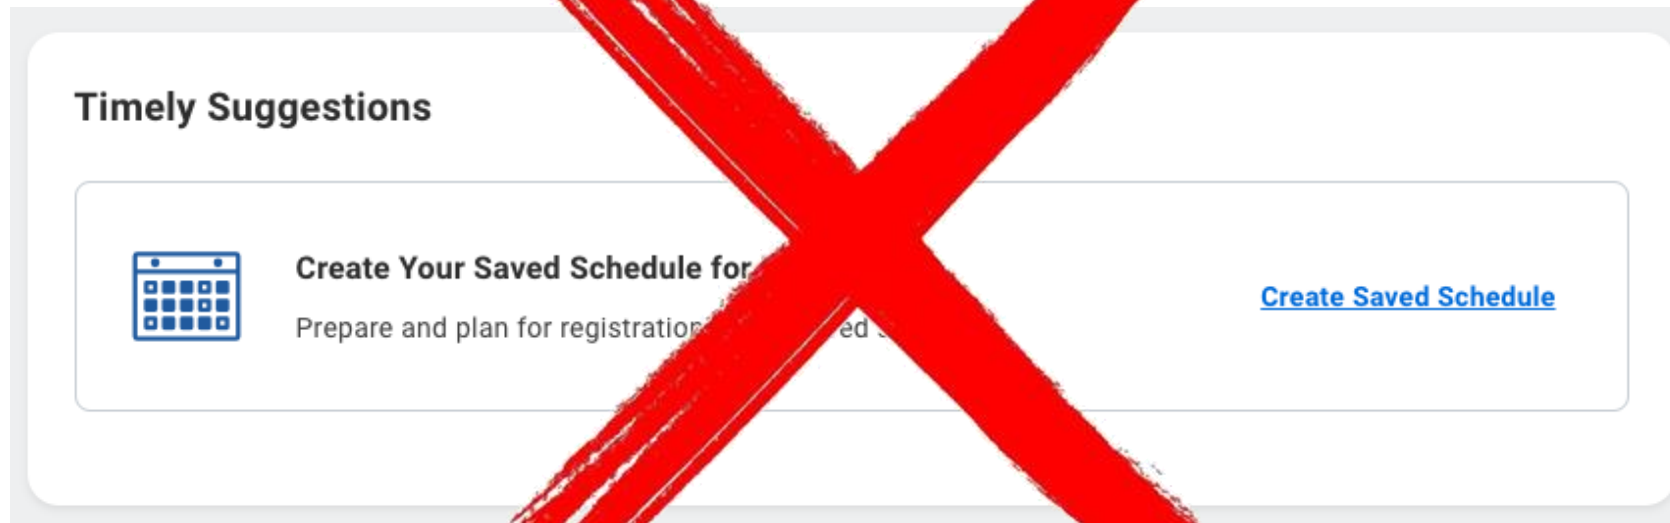 Timely Suggestions
Create Your Saved Schedule for
Prepare and plan for registration
Create Saved Schedule